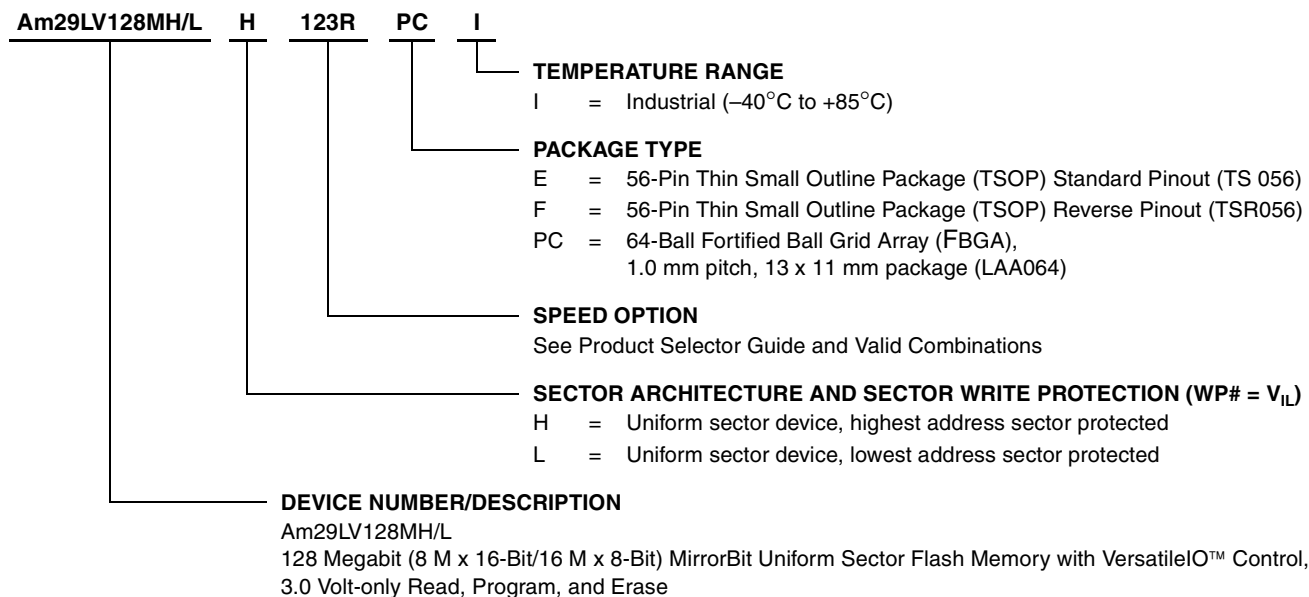 Am29LV128MH/L H 123R PC I
TEMPERATURE RANGE
I = Industrial (–40°C to +85°C)
PACKAGE TYPE
E = 56-Pin Thin Small Outline Package (TSOP) Standard Pinout (TS 056)
F = 56-Pin Thin Small Outline Package (TSOP) Reverse Pinout (TSR056)
PC = 64-Ball Fortified Ball Grid Array (FBGA),
1.0 mm pitch, 13 x 11 mm package (LAA064)
SPEED OPTION
See Product Selector Guide and Valid Combinations
SECTOR ARCHITECTURE AND SECTOR WRITE PROTECTION (WP# = VIL)
H = Uniform sector device, highest address sector protected
L = Uniform sector device, lowest address sector protected
DEVICE NUMBER/DESCRIPTION
Am29LV128MH/L
128 Megabit (8 M x 16-Bit/16 M x 8-Bit) MirrorBit Uniform Sector Flash Memory with VersatileIO™ Control,
3.0 Volt-only Read, Program, and Erase